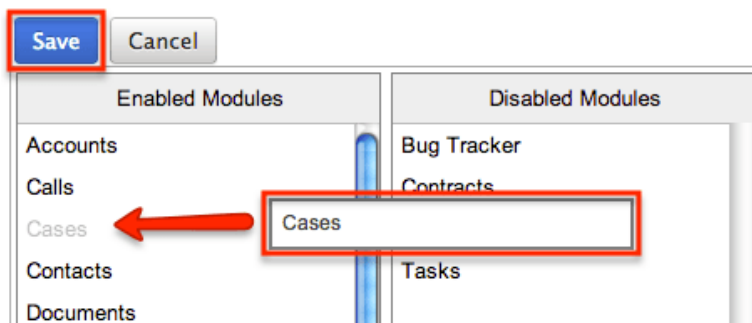 Save Cancel
Enabled Modules Disabled Modules
Accounts Bug Tracker
Calls Contracts
Cases Cases
Contacts Tasks
Documents